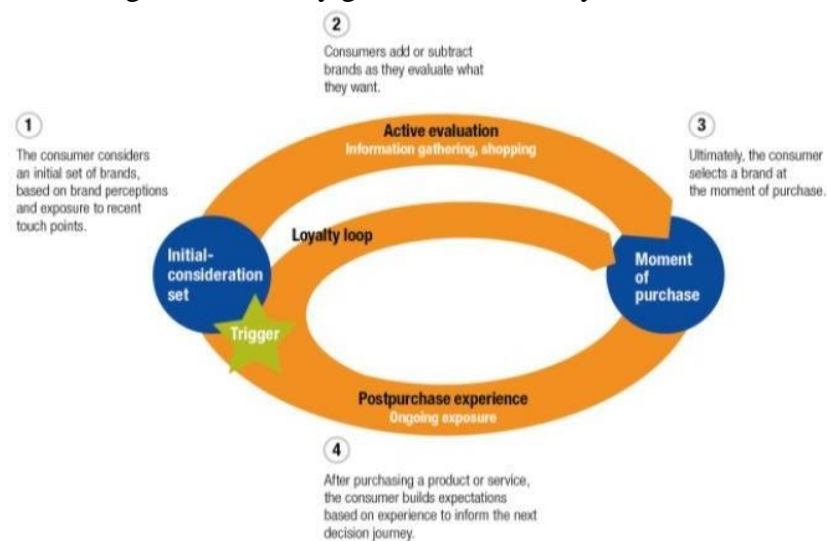 2
Consumers add or subtract
brands as they evaluate what
they want.
1
The consumer considers
an initial set of brands,
based on brand perceptions
and exposure to recent
touch points.
Active evaluation
Information gathering, shopping
3
Ultimately, the consumer
selects a brand at
the moment of purchase.
Loyalty loop
Initial-
consideration
set
Moment
of
purchase
Trigger
Postpurchase experience
Ongoing exposure
4
After purchasing a product or service,
the consumer builds expectations
based on experience to inform the next
decision journey.